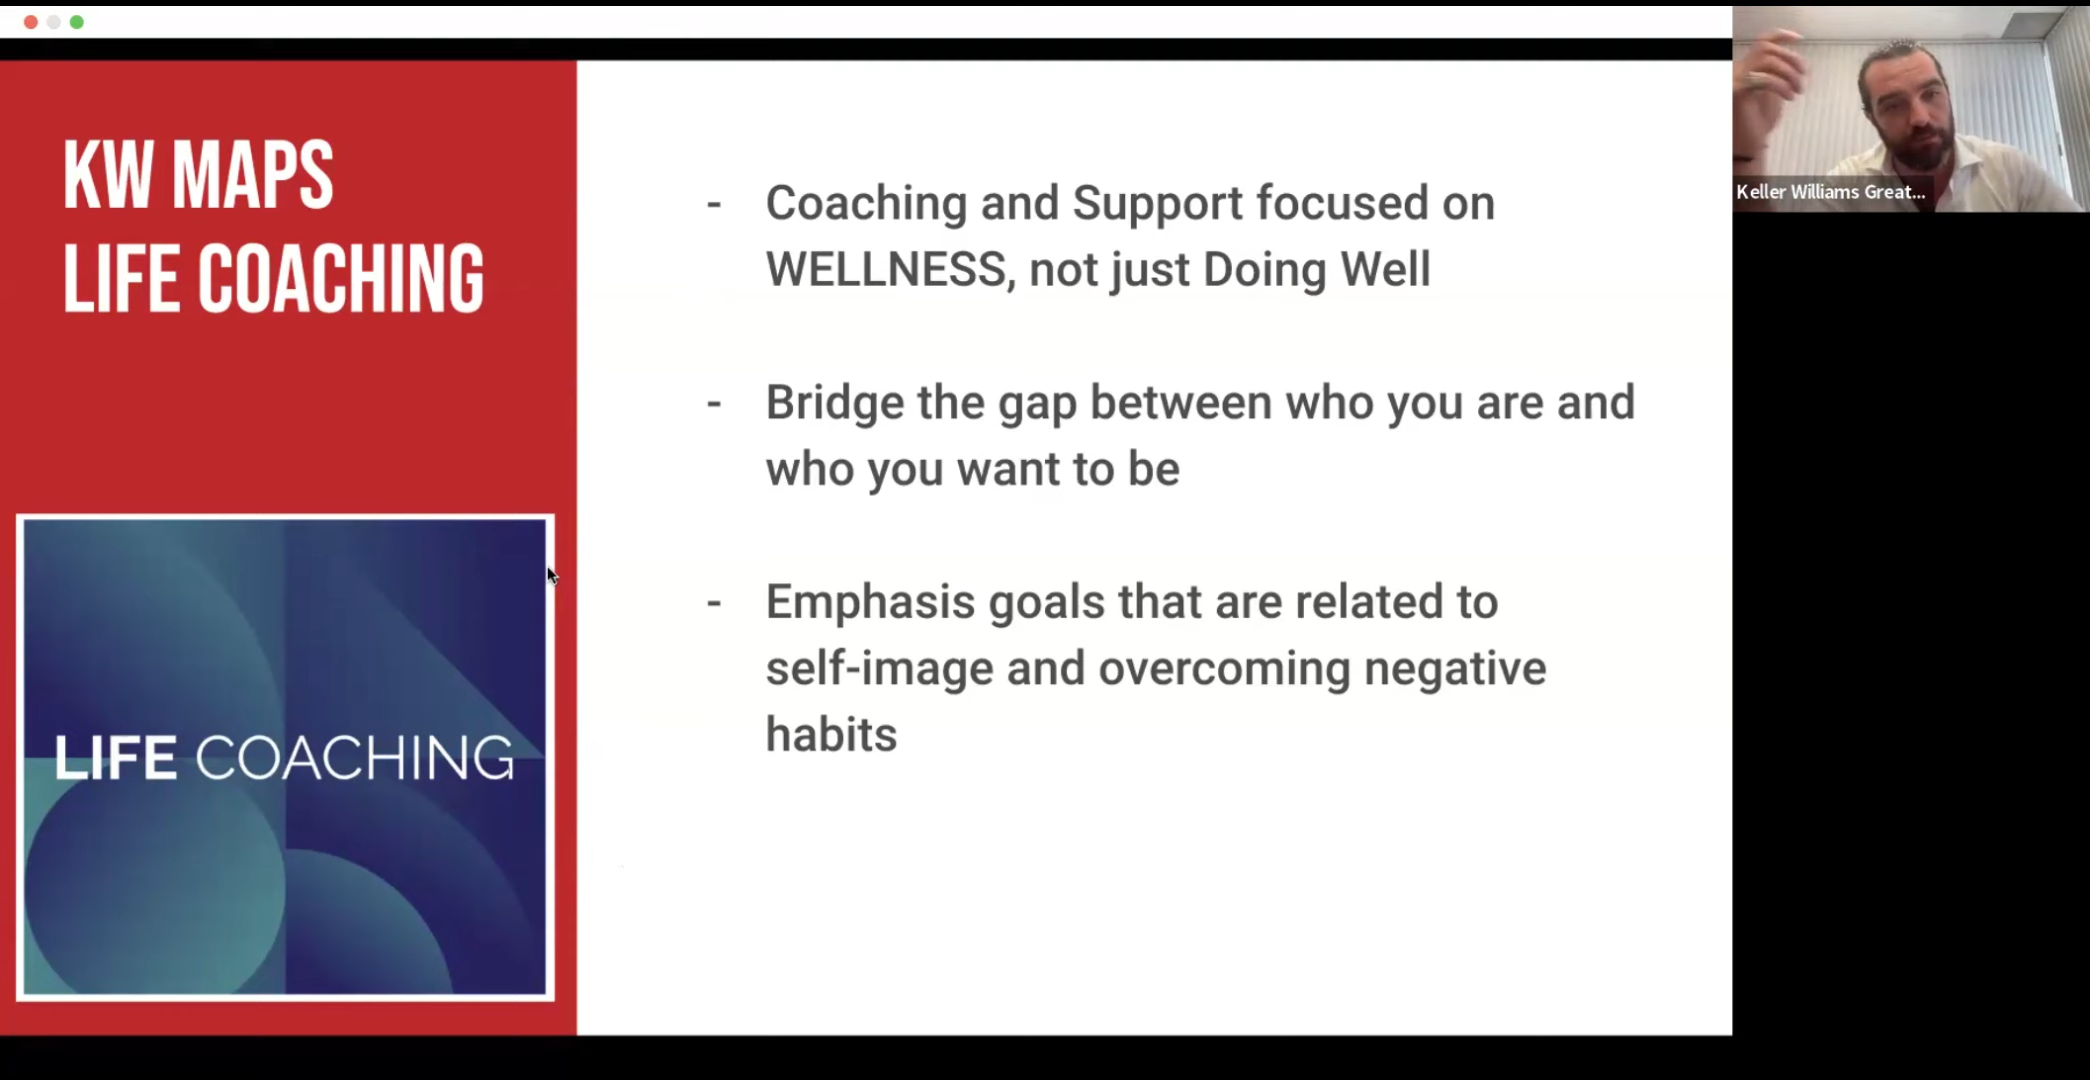 KW MAPS
LIFE COACHING
LIFE COACHING
- Coaching and Support focused on
WELLNESS, not just Doing Well
- Bridge the gap between who you are and
who you want to be
- Emphasis goals that are related to
self-image and overcoming negative
habits
Keller Williams Great...